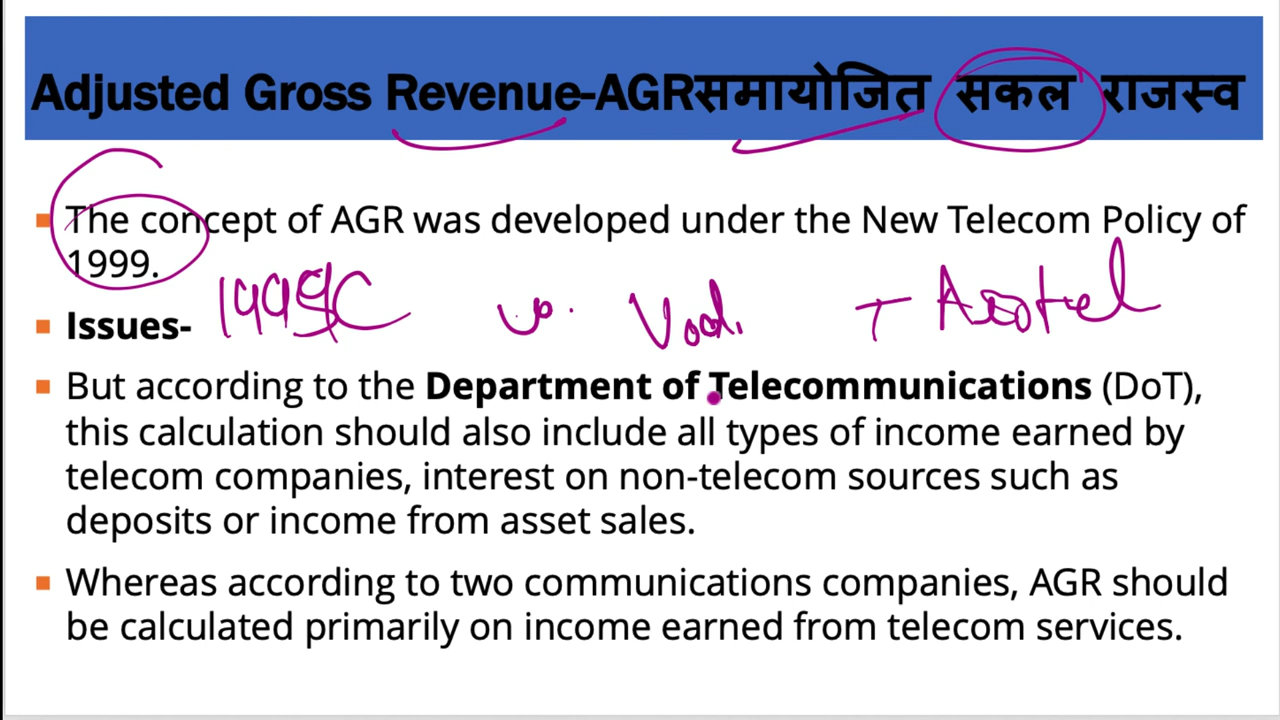 Adjusted Gross Revenue-AGRसमायोजित सकल राजस्व
The concept of AGR was developed under the New Telecom Policy of
1999.
Issues-
But according to the Department of Telecommunications (DoT),
this calculation should also include all types of income earned by
telecom companies, interest on non-telecom sources such as
deposits or income from asset sales.
Whereas according to two communications companies, AGR should
be calculated primarily on income earned from telecom services.